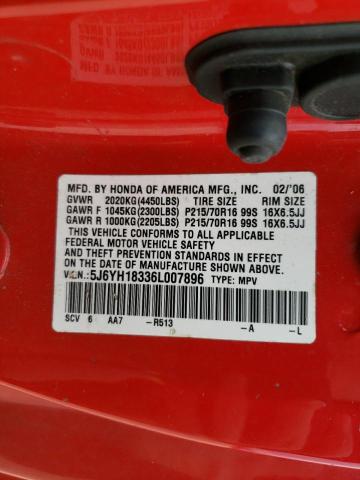 MFD. BY HONDA OF AMERICA MFG., INC. 02/'06
GVWR 2020KG(4450LBS) TIRE SIZE RIM SIZE
GAWR F 1045KG(2300LBS) P215/70R16 99S 16X6.5JJ
GAWR R 1000KG(2205LBS) P215/70R16 99S 16X6.5JJ
THIS VEHICLE CONFORMS TO ALL APPLICABLE
FEDERAL MOTOR VEHICLE SAFETY
AND THEFT PREVENTION STANDARDS IN EFFECT
ON THE DATE OF MANUFACTURE SHOWN ABOVE.
V.I.N.: 5J6YH18336L007896 TYPE: MPV
SCV 6 AA7 -R513 -A -L